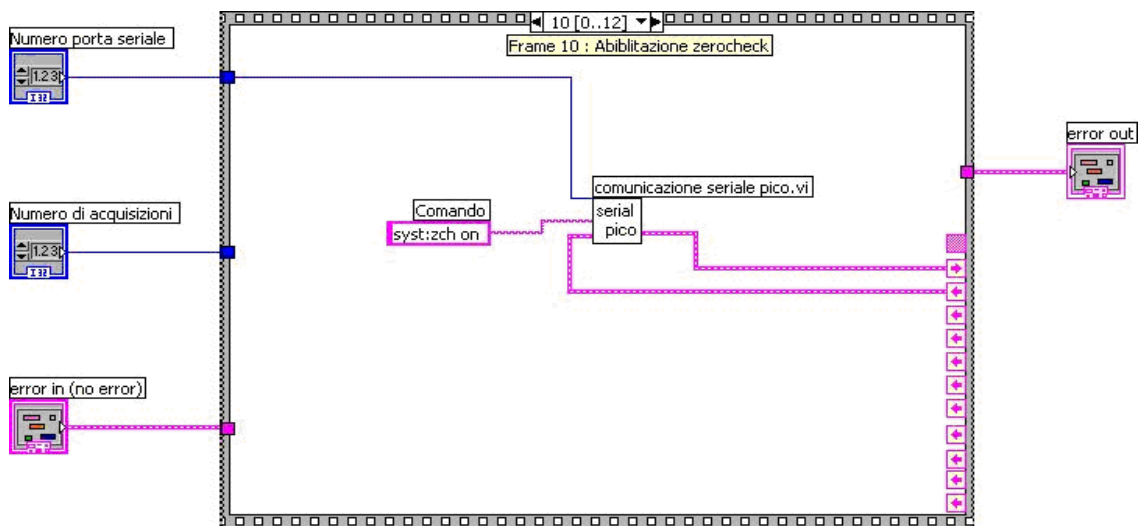 10 [0..12]
Frame 10 : Abiblitazione zerocheck
Numero porta seriale
1.23
I32
error out
comunicazione seriale pico.vi
serial
pico
Comando
syst:zch on
Numero di acquisizioni
1.23
I32
error in (no error)